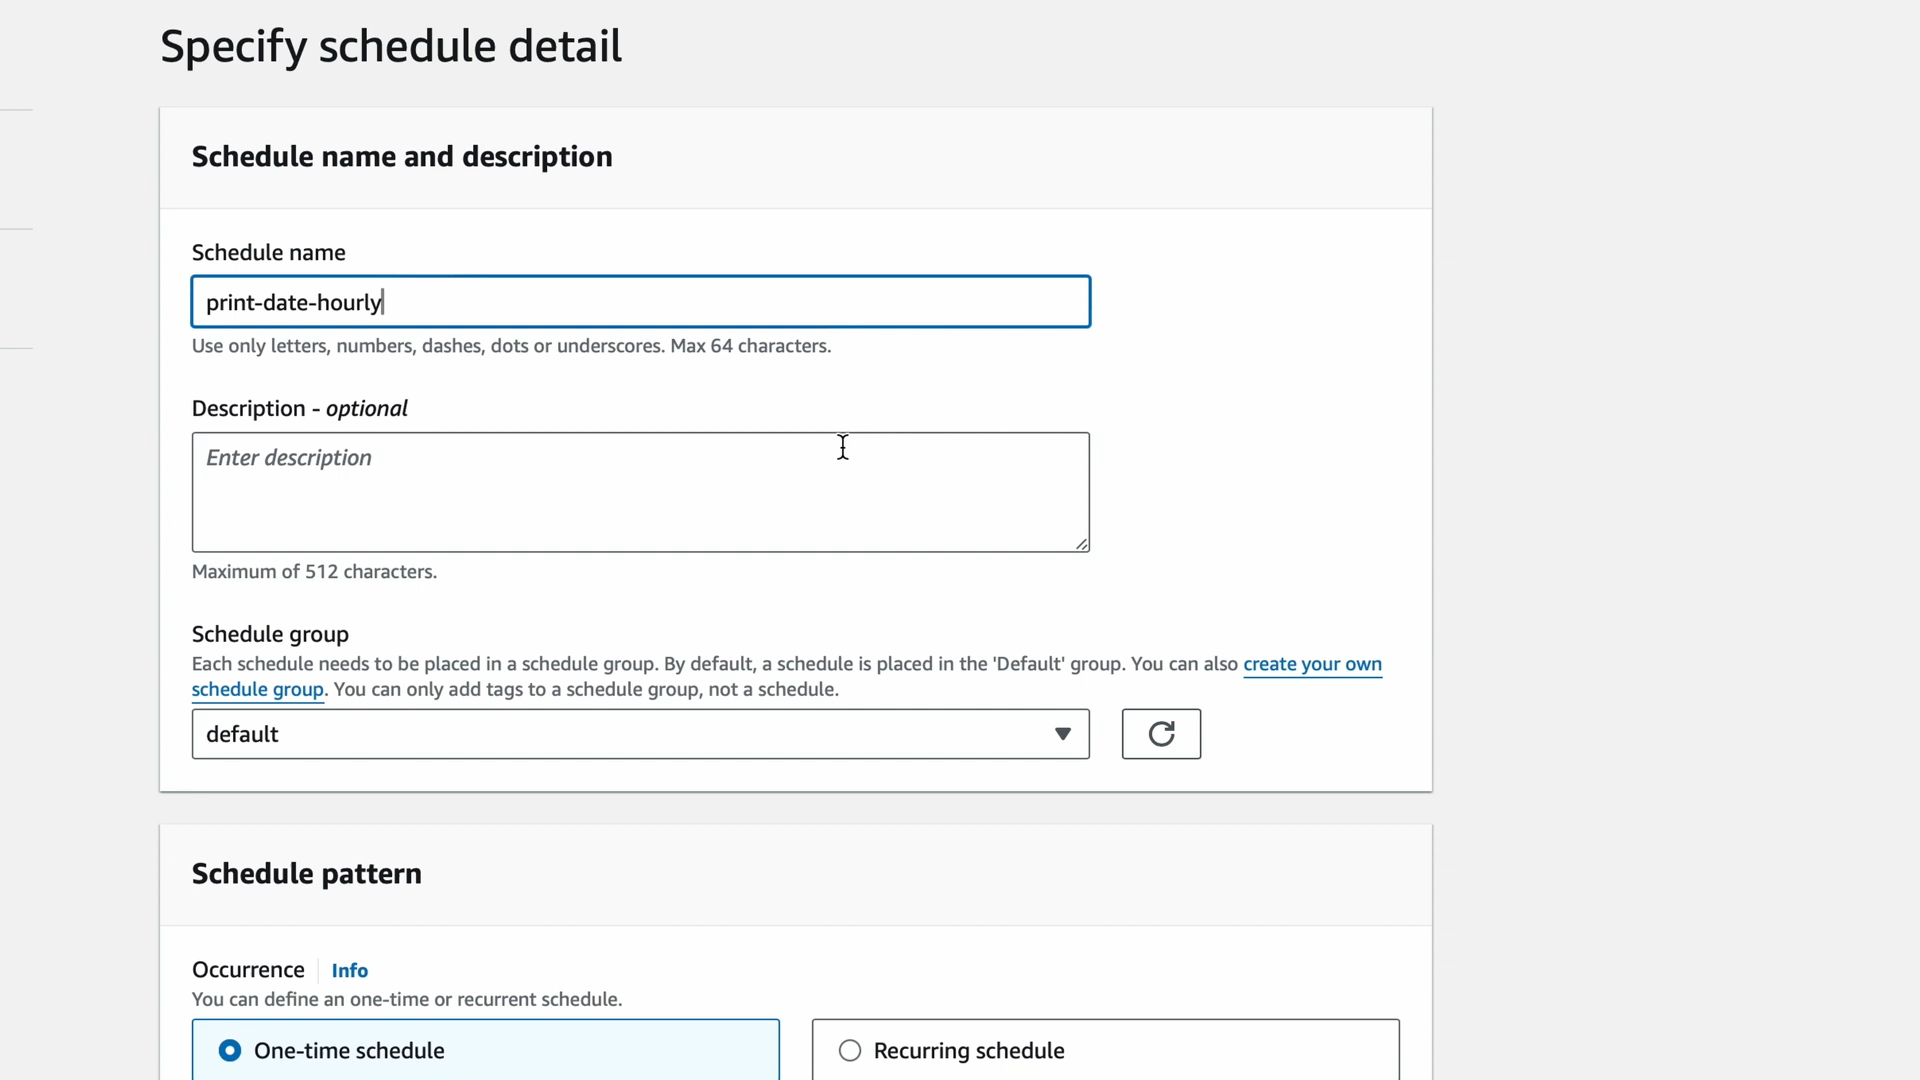 Specify schedule detail
Schedule name and description
Schedule name
print-date-hourly
Use only letters, numbers, dashes, dots or underscores. Max 64 characters.
Description - optional
Enter description
Maximum of 512 characters.
Schedule group
Each schedule needs to be placed in a schedule group. By default, a schedule is placed in the 'Default' group. You can also create your own
schedule group. You can only add tags to a schedule group, not a schedule.
default
Schedule pattern
Occurrence Info
You can define an one-time or recurrent schedule.
One-time schedule Recurring schedule